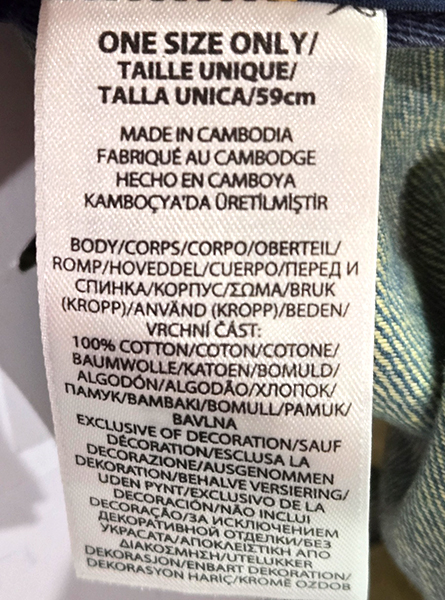 ONE SIZE ONLY/
TAILLE UNIQUE/
TALLA UNICA/59cm
MADE IN CAMBODIA
FABRIQUÉ AU CAMBODGE
HECHO EN CAMBOYA
KAMBOÇYA'DA ÜRETİLMİŞTİR
BODY/CORPS/CORPO/OBERTEIL/
ROMP/HOVEDDEL/CUERPO/ПЕРЕД И
СПИНКА/КОРПУС/ΣΩΜΑ/BRUK
(KROPP)/ANVÄND (KROPP)/BEDEN/
VRCHNÍ ČÁST:
100% COTTON/COTON/COTONE/
BAUMWOLLE/KATOEN/BOMULD/
ALGODÓN/ALGODÃO/ХЛОПОК/
ПАМУК/ΒΑΜΒΑΚΙ/BOMULL/PAMUK/
BAVLNA
EXCLUSIVE OF DECORATION/SAUF
DÉCORATION/ESCLUSA LA
DECORAZIONE/AUSGENOMMEN
DEKORATION/BEHALVE VERSIERING/
UDEN PYNT/EXCLUSIVO DE LA
DECORACIÓN/NÃO INCLUI
DECORAÇÃO/ЗА ИСКЛЮЧЕНИЕМ
ДЕКОРАТИВНОЙ ОТДЕЛКИ/БЕЗ
УКРАСАТА/ΑΠΟΚΛΕΙΣΤΙΚΗ ΑΠΟ
ΔΙΑΚΟΣΜΗΣΗ/UTELUKKER
DEKORASJON/ENBART DEKORATION/
DEKORASYON HARİÇ/KROMĚ OZDOB